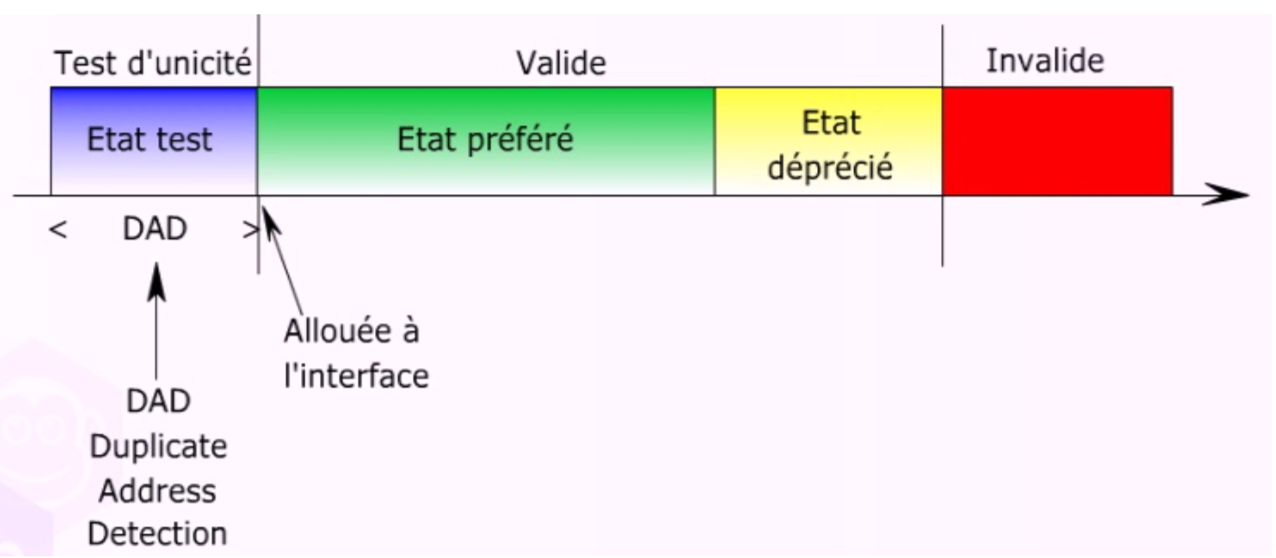 Test d'unicité
Valide
Invalide
Etat test
Etat préféré
Etat
déprécié
< DAD >
Allouée à
l'interface
DAD
Duplicate
Address
Detection